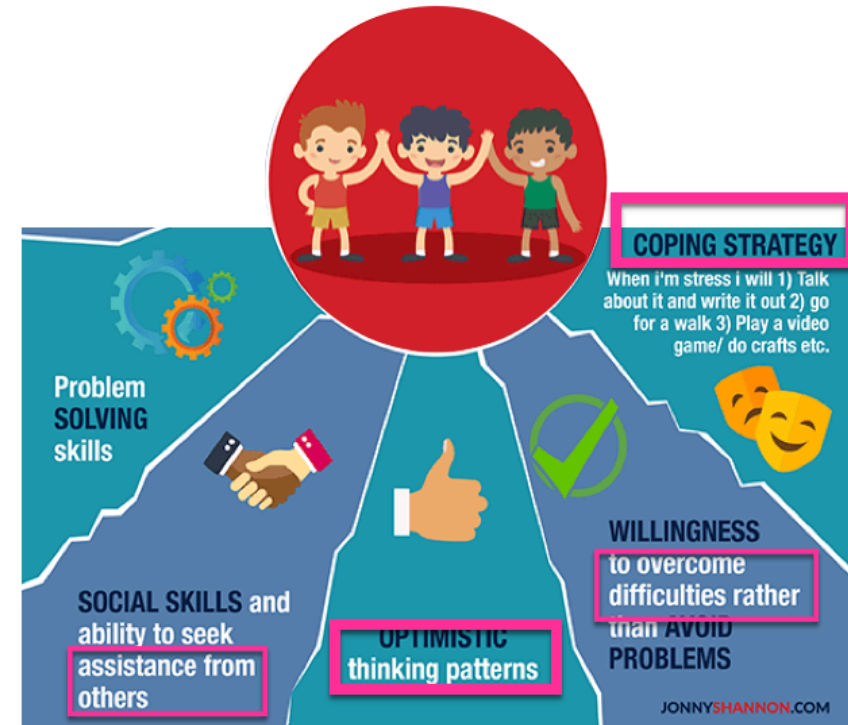 COPING STRATEGY
When i'm stress i will 1) Talk
about it and write it out 2) go
for a walk 3) Play a video
game/ do crafts etc.
Problem
SOLVING
skills
SOCIAL SKILLS and
ability to seek
assistance from
others
OPTIMISTIC
thinking patterns
WILLINGNESS
to overcome
difficulties rather
than AVOID
PROBLEMS
JONNYSHANNON.COM